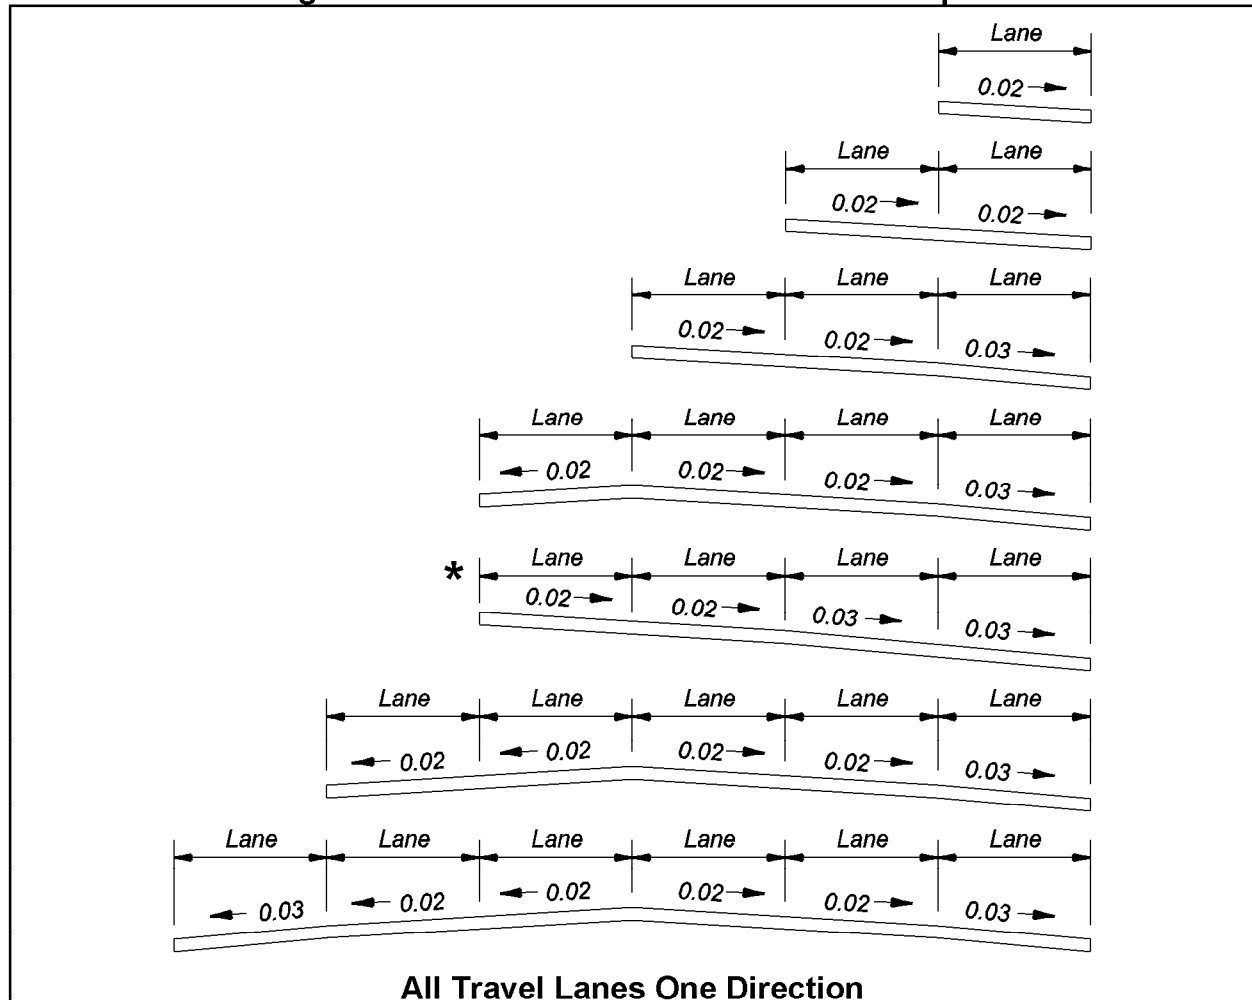 Lane
0.02
Lane Lane
0.02 0.02
Lane Lane Lane
0.02 0.02 0.03
Lane Lane Lane Lane
0.02 0.02 0.02 0.03
* Lane Lane Lane Lane
0.02 0.02 0.03 0.03
Lane Lane Lane Lane Lane
0.02 0.02 0.02 0.02 0.03
Lane Lane Lane Lane Lane Lane
0.03 0.02 0.02 0.02 0.02 0.03
All Travel Lanes One Direction